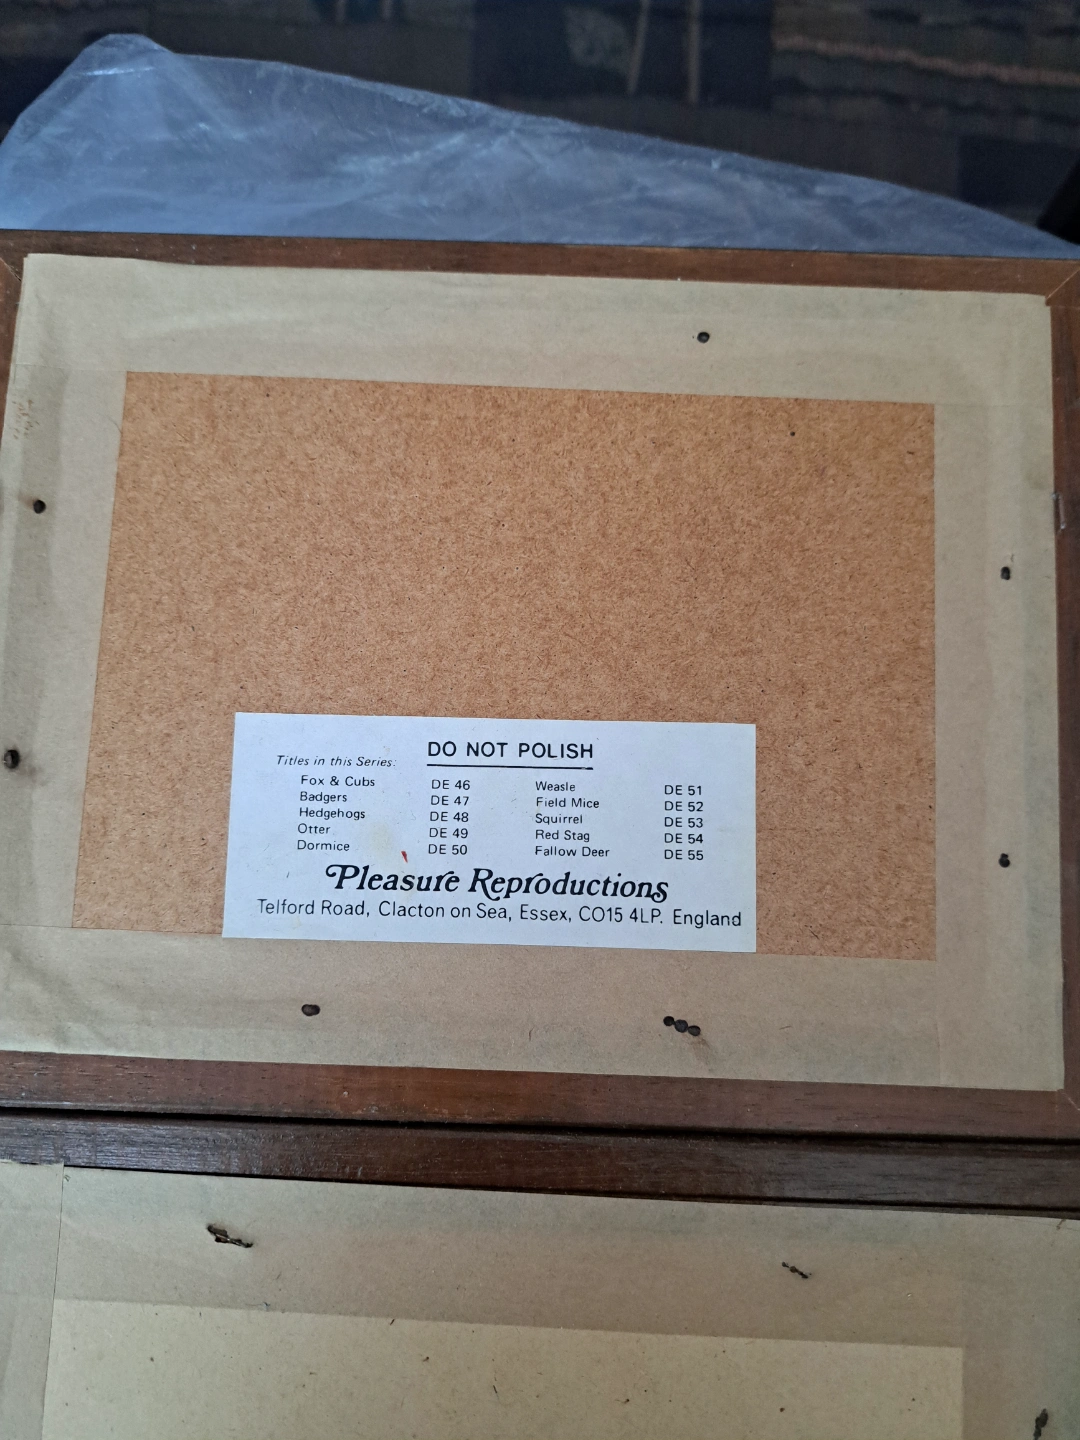 DO NOT POLISH
Titles in this Series:
Fox & Cubs DE 46 Weasle DE 51
Badgers DE 47 Field Mice DE 52
Hedgehogs DE 48 Squirrel DE 53
Otter DE 49 Red Stag DE 54
Dormice DE 50 Fallow Deer DE 55
Pleasure Reproductions
Telford Road, Clacton on Sea, Essex, CO15 4LP. England